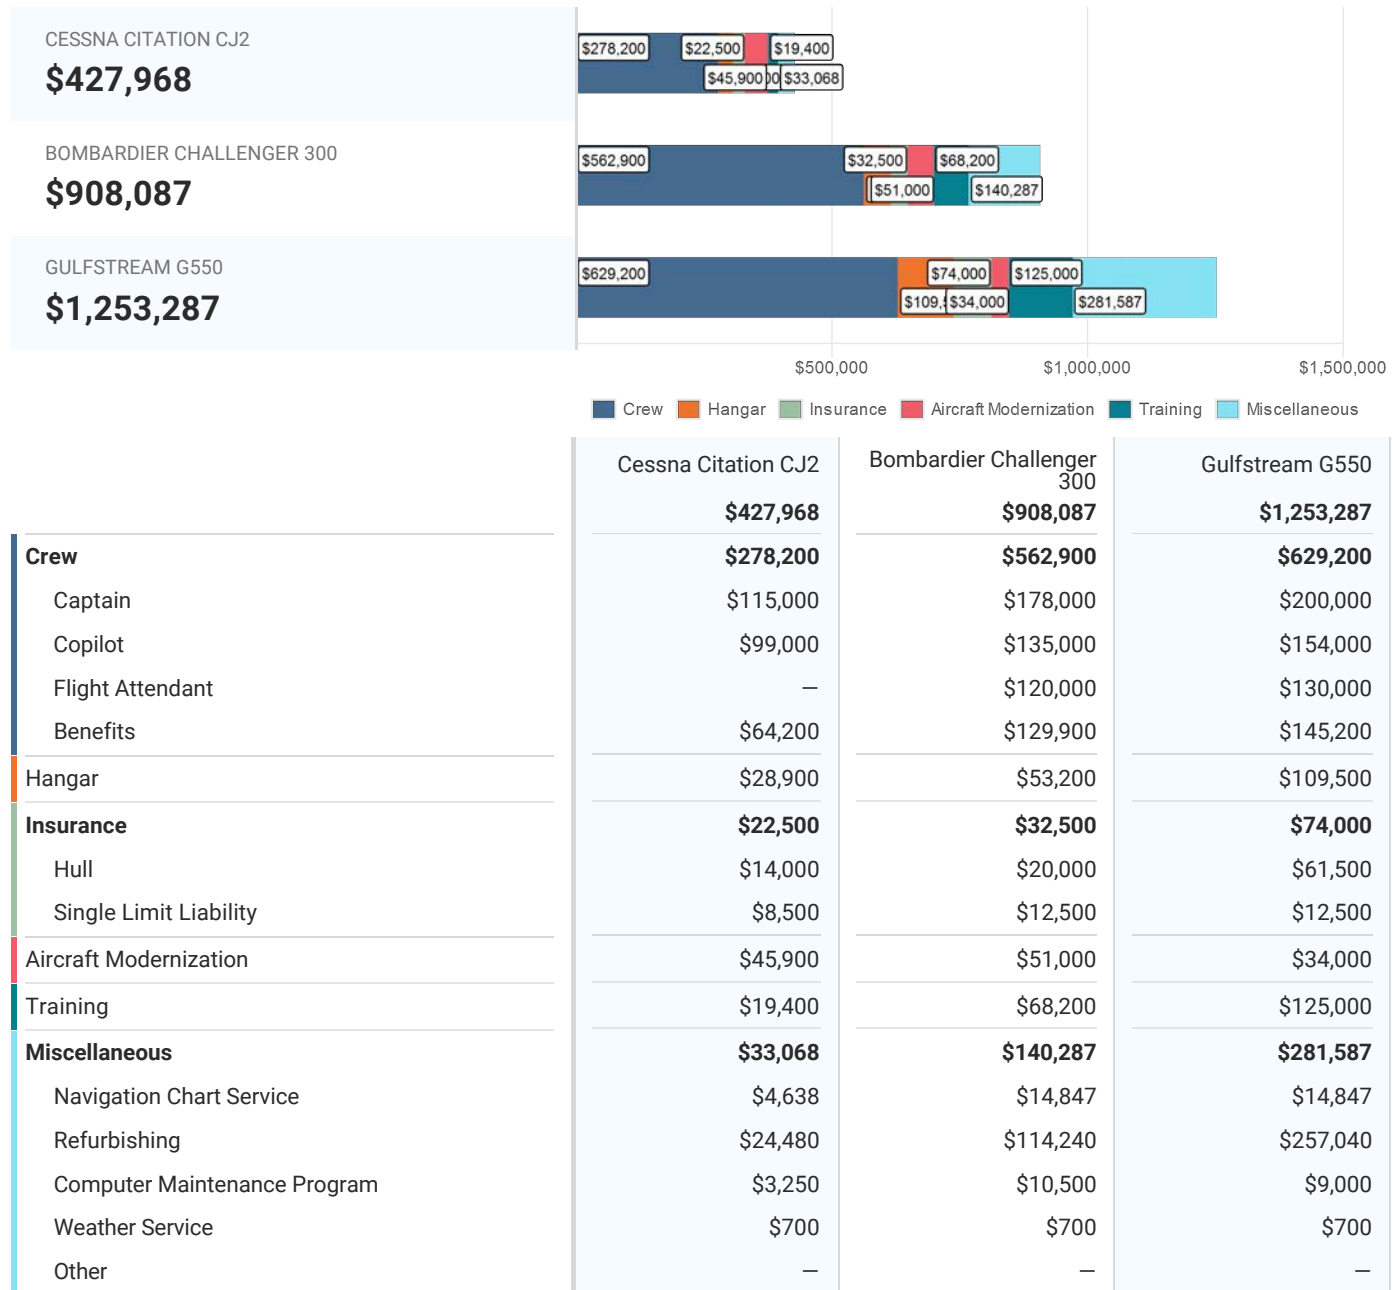 CESSNA CITATION CJ2
$427,968
$278,200 $22,500 $19,400
$45,900 $33,068
BOMBARDIER CHALLENGER 300
$908,087
$562,900 $32,500 $68,200
$51,000 $140,287
GULFSTREAM G550
$1,253,287
$629,200 $74,000 $125,000
$34,000 $281,587
$500,000 $1,000,000 $1,500,000
Crew Hangar Insurance Aircraft Modernization Training Miscellaneous
Cessna Citation CJ2 Bombardier Challenger 300 Gulfstream G550
$427,968 $908,087 $1,253,287
Crew $278,200 $562,900 $629,200
Captain $115,000 $178,000 $200,000
Copilot $99,000 $135,000 $154,000
Flight Attendant — $120,000 $130,000
Benefits $64,200 $129,900 $145,200
Hangar $28,900 $53,200 $109,500
Insurance $22,500 $32,500 $74,000
Hull $14,000 $20,000 $61,500
Single Limit Liability $8,500 $12,500 $12,500
Aircraft Modernization $45,900 $51,000 $34,000
Training $19,400 $68,200 $125,000
Miscellaneous $33,068 $140,287 $281,587
Navigation Chart Service $4,638 $14,847 $14,847
Refurbishing $24,480 $114,240 $257,040
Computer Maintenance Program $3,250 $10,500 $9,000
Weather Service $700 $700 $700
Other — — —